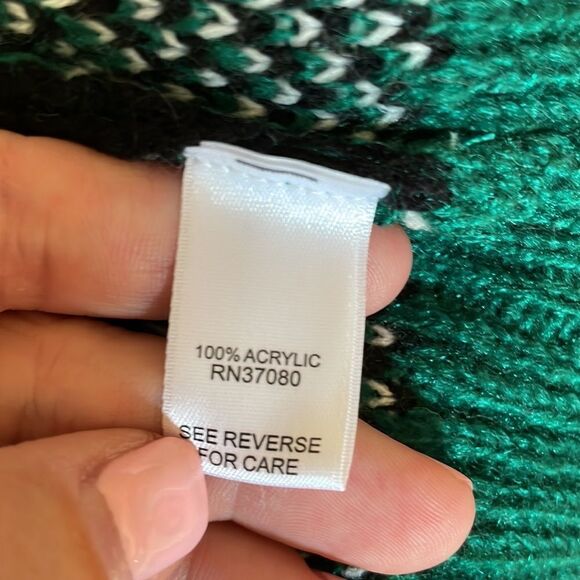 100% ACRYLIC
RN37080
SEE REVERSE
FOR CARE